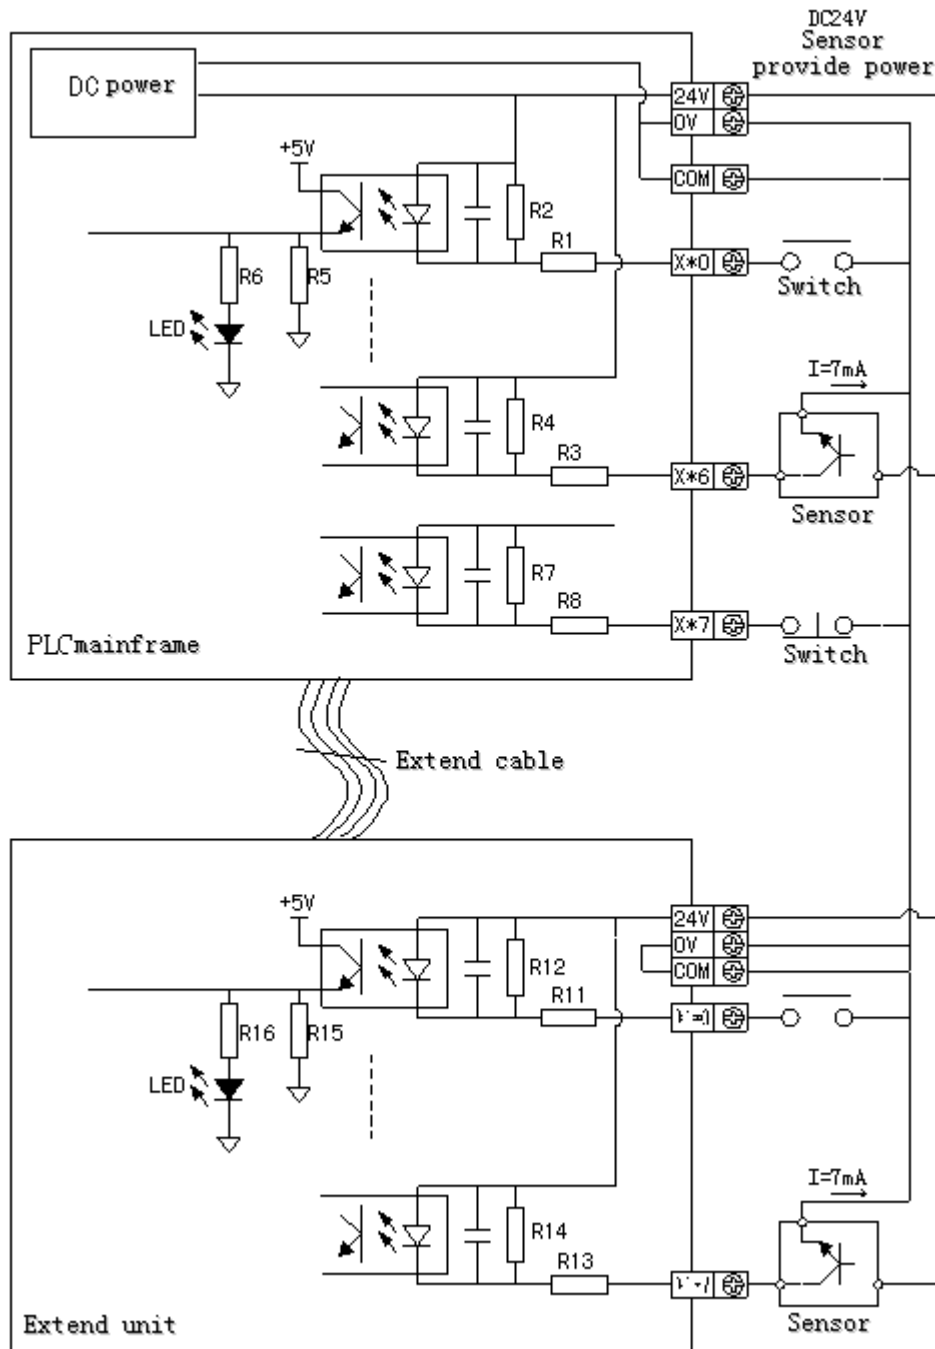 DC24V
Sensor
provide power
DC power
24V
0V
+5V
COM
R2
R1
X*0
R6
R5
Switch
LED
I=7mA
R4
R3
X*6
Sensor
R7
R8
X*7
PLCmainframe
Switch
Extend cable
+5V
24V
0V
R12
COM
R11
R16
R15
LED
I=7mA
R14
R13
Extend unit
Sensor